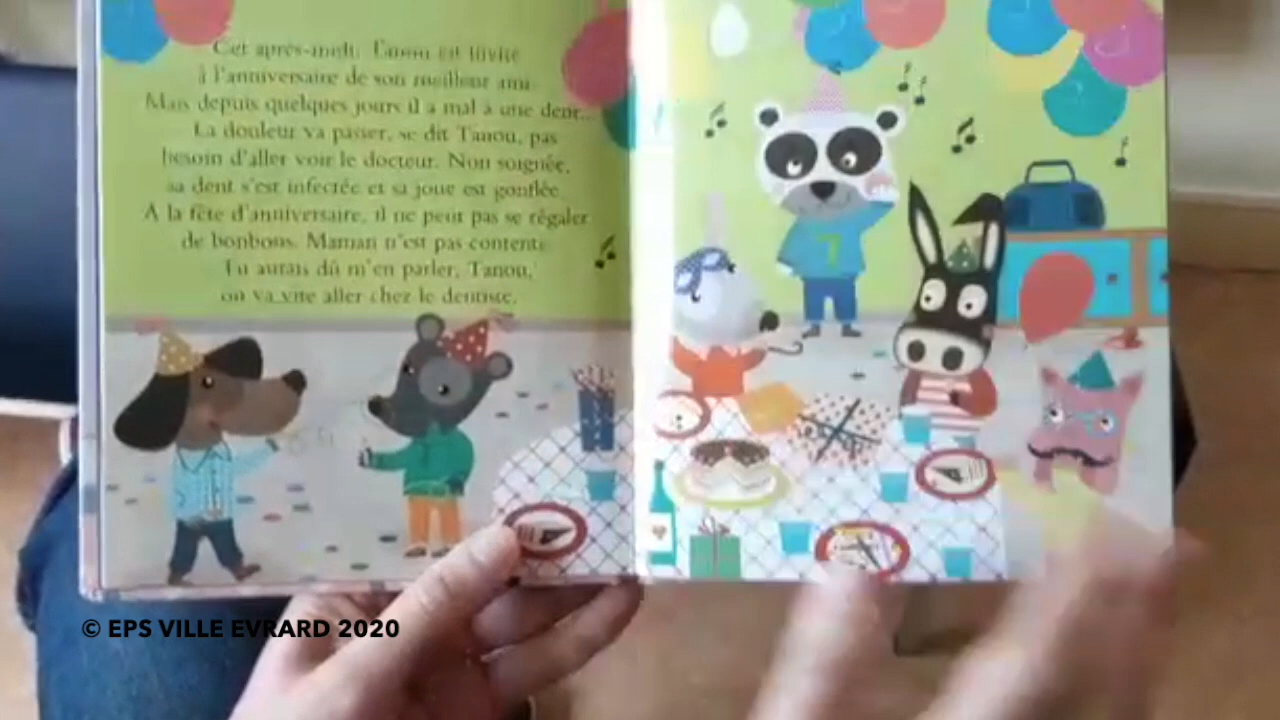 Cet après-midi, Tanou est invité
à l'anniversaire de son meilleur ami.
Mais depuis quelques jours il a mal à une dent...
La douleur va passer, se dit Tanou, pas
besoin d'aller voir le docteur. Non soignée,
sa dent s'est infectée et sa joue est gonflée.
A la fête d'anniversaire, il ne peut pas se régaler
de bonbons. Maman n'est pas contente.
Tu aurais dû m'en parler, Tanou,
on va vite aller chez le dentiste.
7
© EPS VILLE EVRARD 2020